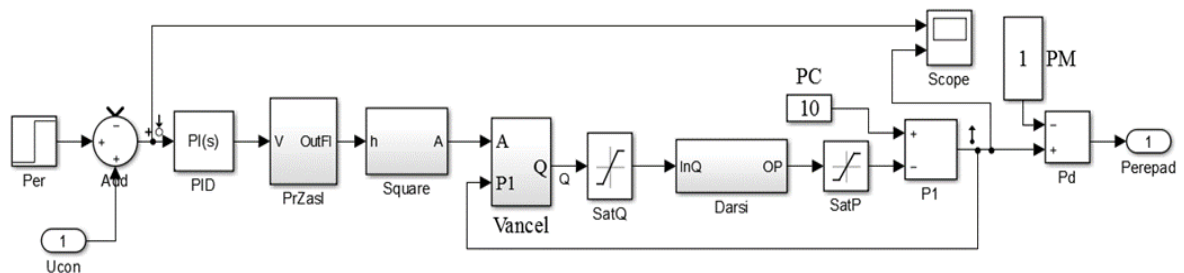 Per
+
-
+
Add
+
PI(s)
PID
V
OutFl
PrZasl
h
A
Square
A
P1
Q
Vancel
Q
SatQ
InQ
OP
Darsi
SatP
PC
10
+
-
P1
Scope
1
PM
-
+
Pd
1
Perepad
1
Ucon